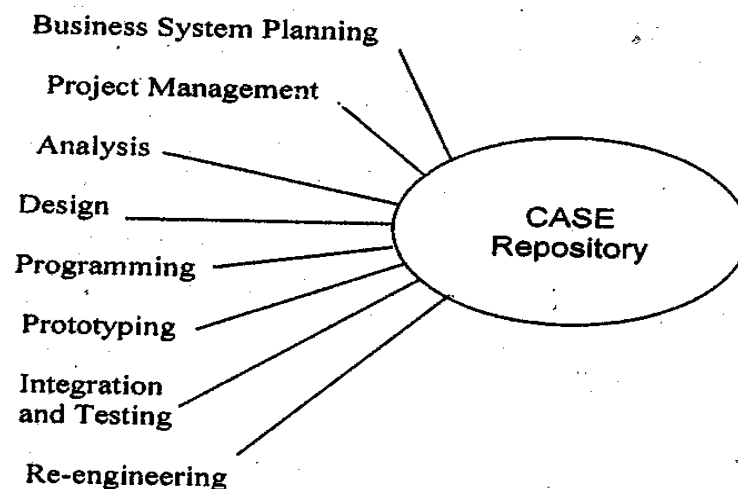 Business System Planning
Project Management
Analysis
Design
Programming
Prototyping
Integration
and Testing
Re-engineering
CASE
Repository